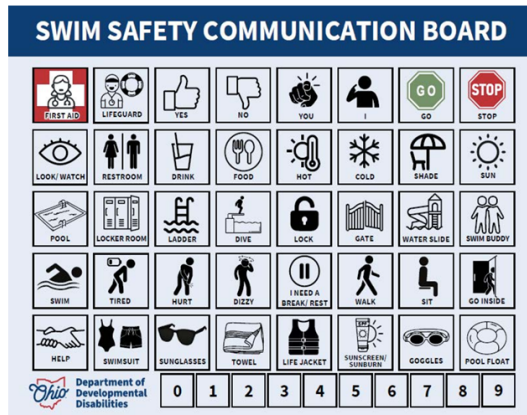 SWIM SAFETY COMMUNICATION BOARD
FIRST AID
LIFEGUARD
YES
NO
YOU
I
GO
GO
STOP
STOP
LOOK/ WATCH
RESTROOM
DRINK
FOOD
HOT
COLD
SHADE
SUN
POOL
LOCKER ROOM
LADDER
DIVE
LOCK
GATE
WATER SLIDE
SWIM BUDDY
SWIM
TIRED
HURT
DIZZY
I NEED A
BREAK/ REST
WALK
SIT
GO INSIDE
HELP
SWIMSUIT
SUNGLASSES
TOWEL
LIFE JACKET
SPF
SUNSCREEN/
SUNBURN
GOGGLES
POOL FLOAT
Ohio
Department of
Developmental
Disabilities
0 1 2 3 4 5 6 7 8 9